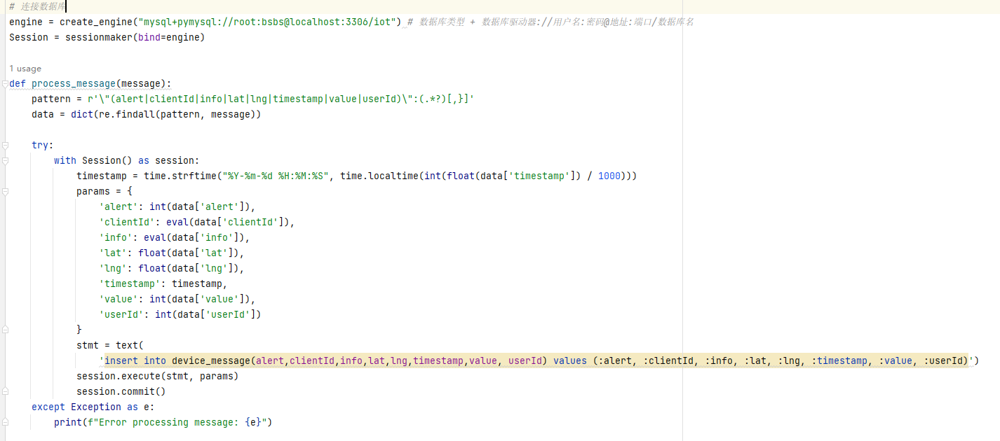 # 连接数据库
engine = create_engine("mysql+pymysql://root:bsbs@localhost:3306/iot") # 数据库类型 + 数据库驱动器://用户名:密码@地址:端口/数据库名
Session = sessionmaker(bind=engine)
1 usage
def process_message(message):
    pattern = r'\"(alert|clientId|info|lat|lng|timestamp|value|userId)\":(.*?)[,}]'
    data = dict(re.findall(pattern, message))
    try:
        with Session() as session:
            timestamp = time.strftime("%Y-%m-%d %H:%M:%S", time.localtime(int(float(data['timestamp']) / 1000)))
            params = {
                'alert': int(data['alert']),
                'clientId': eval(data['clientId']),
                'info': eval(data['info']),
                'lat': float(data['lat']),
                'lng': float(data['lng']),
                'timestamp': timestamp,
                'value': int(data['value']),
                'userId': int(data['userId'])
            }
            stmt = text(
                'insert into device_message(alert,clientId,info,lat,lng,timestamp,value, userId) values (:alert, :clientId, :info, :lat, :lng, :timestamp, :value, :userId)')
            session.execute(stmt, params)
            session.commit()
    except Exception as e:
        print(f"Error processing message: {e}")